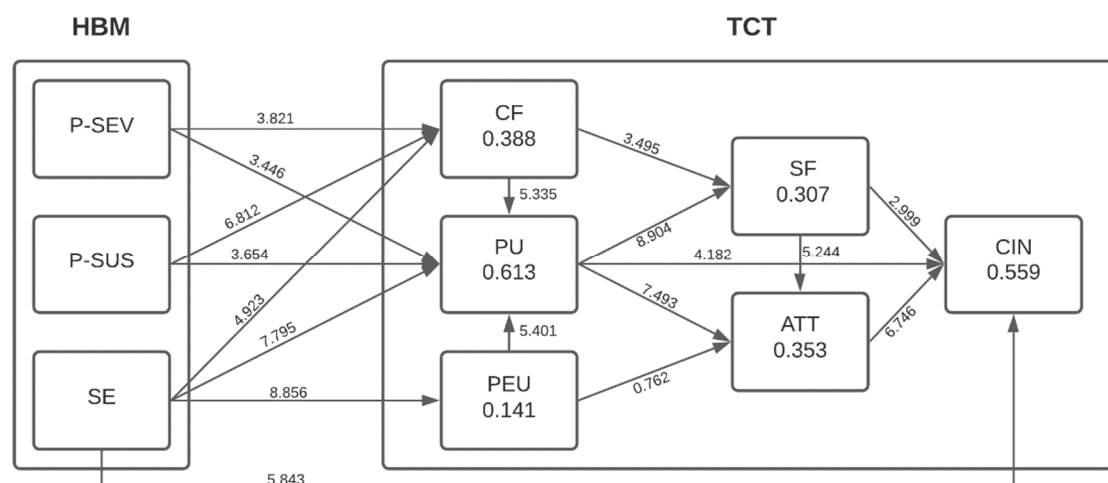 HBM
TCT
P-SEV
P-SUS
SE
3.821
3.446
6.812
3.654
4.923
7.795
8.856
5.843
CF
0.388
5.335
PU
0.613
5.401
PEU
0.141
3.495
8.904
4.182
7.493
0.762
SF
0.307
5.244
ATT
0.353
2.999
6.746
CIN
0.559